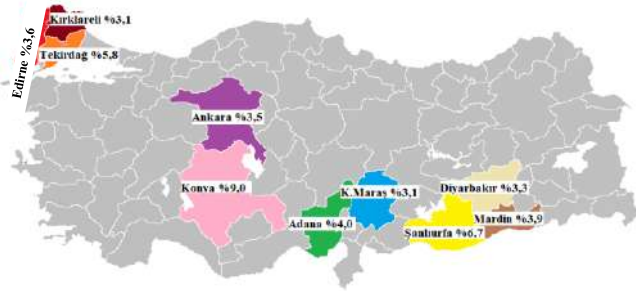 Kırklareli %3,1
Edirne %3,6
Tekirdağ %5,8
Ankara %3,5
Konya %9,0
K.Maraş %3,1
Diyarbakır %3,3
Adana %4,0
Mardin %3,9
Şanlıurfa %6,7